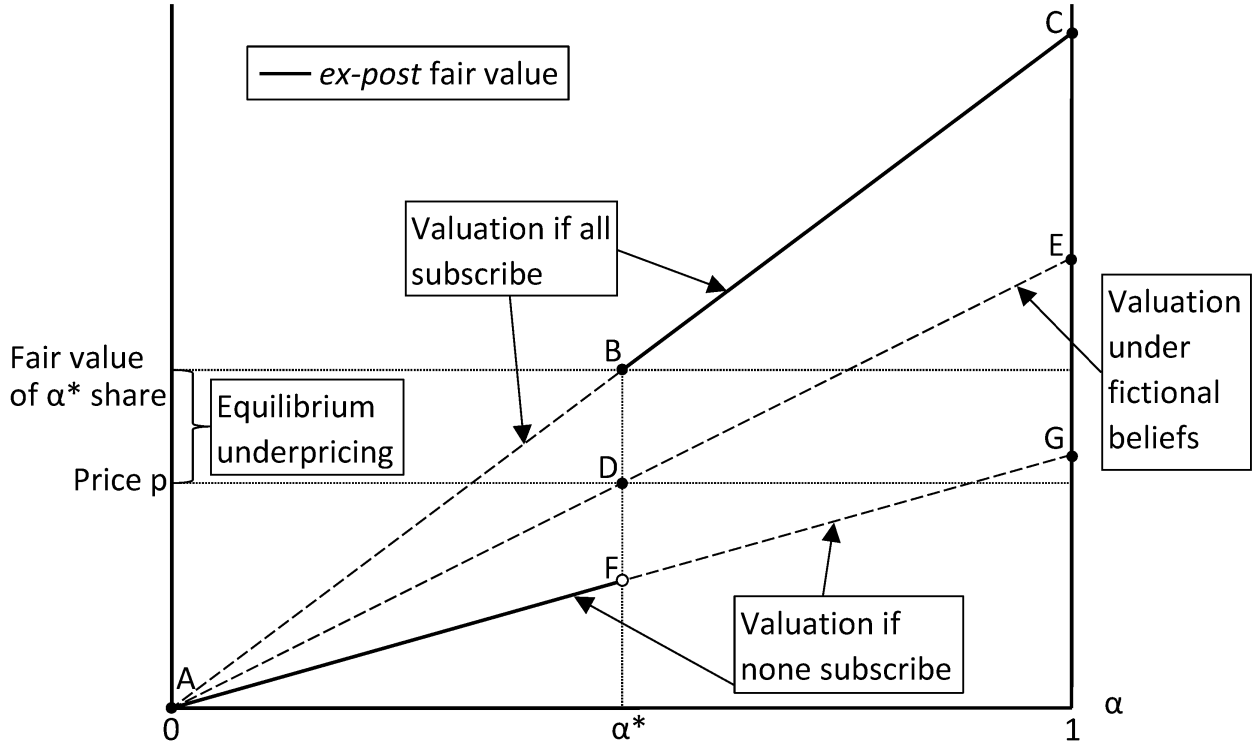 C
ex-post fair value
Valuation if all
subscribe
E
Valuation
under
fictional
beliefs
Fair value
of α* share
B
Equilibrium
underpricing
G
Price p
D
F
Valuation if
none subscribe
A
α
0
α*
1